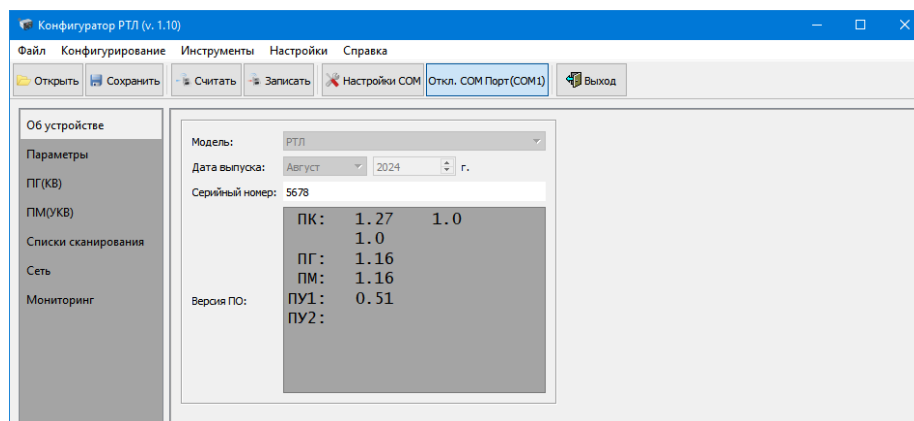 Конфигуратор РТЛ (v. 1.10)
Файл Конфигурирование Инструменты Настройки Справка
Открыть Сохранить Считать Записать Настройки COM Откл. COM Порт(COM1) Выход
Об устройстве
Параметры
ПГ(КВ)
ПМ(УКВ)
Списки сканирования
Сеть
Мониторинг
Модель: РТЛ
Дата выпуска: Август 2024 г.
Серийный номер: 5678
Версия ПО:
ПК: 1.27 1.0
1.0
ПГ: 1.16
ПМ: 1.16
ПУ1: 0.51
ПУ2: